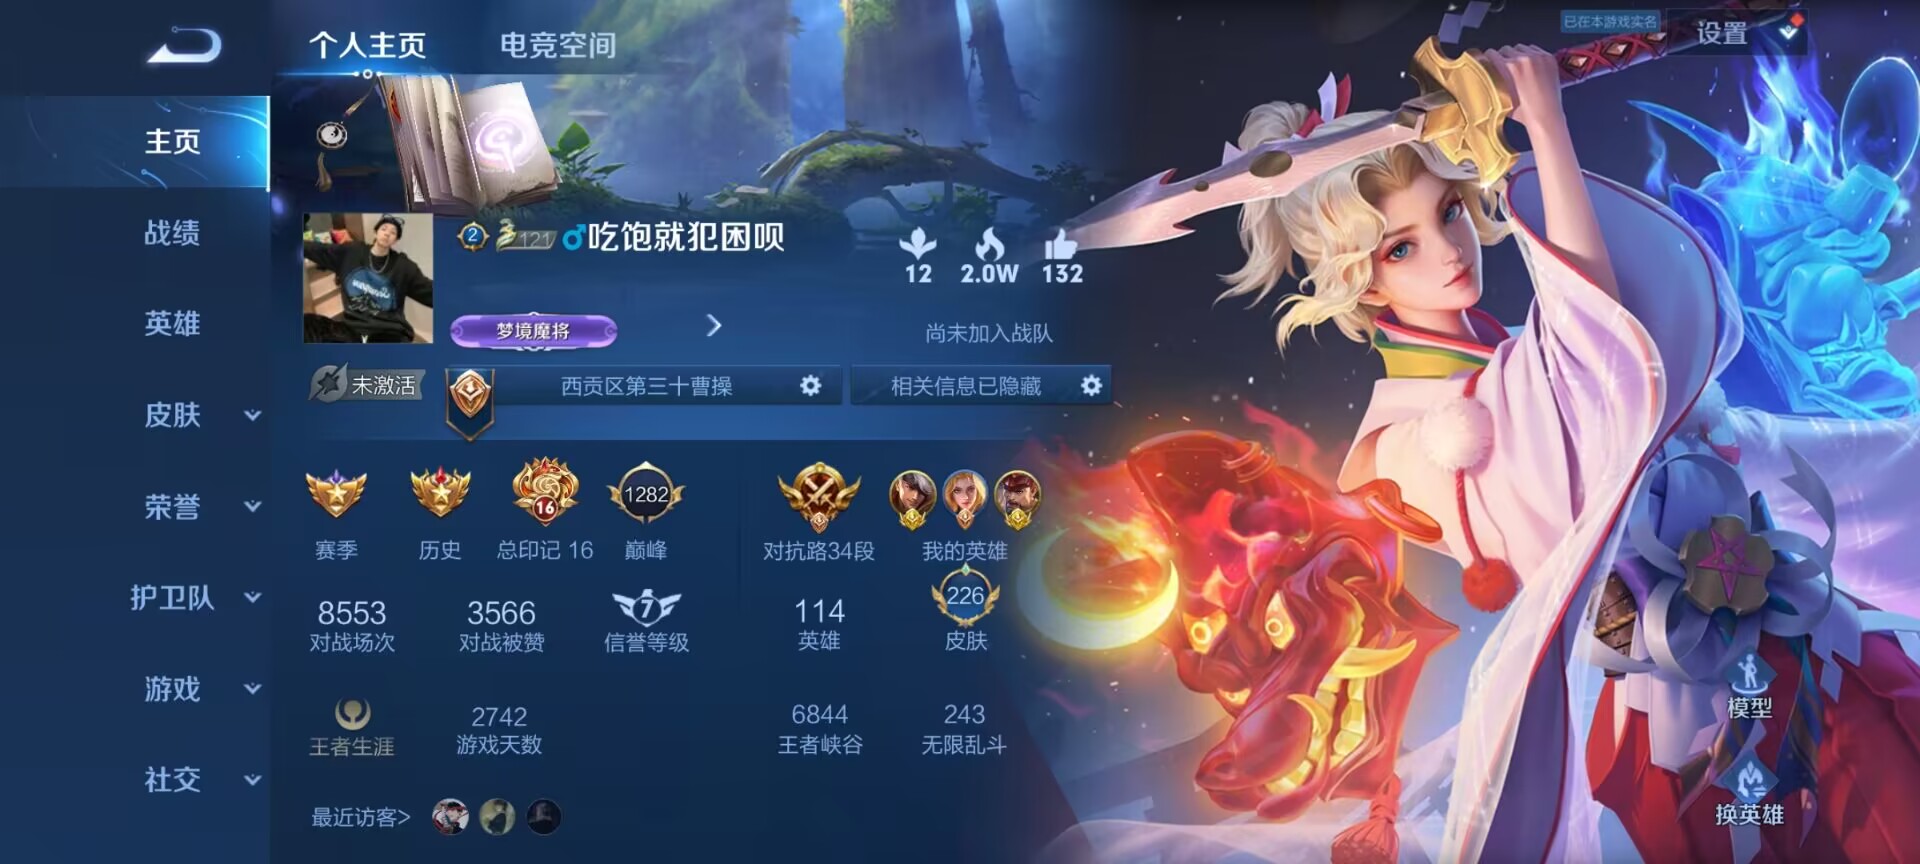 个人主页
电竞空间
已在本游戏实名
设置
主页
战绩
英雄
皮肤
荣誉
护卫队
游戏
社交
2
121
♂吃饱就犯困呗
12
2.0W
132
梦境魔将
尚未加入战队
未激活
西贡区第三十曹操
相关信息已隐藏
16
1282
赛季
历史
总印记 16
巅峰
对抗路34段
我的英雄
8553
对战场次
3566
对战被赞
7
信誉等级
114
英雄
226
皮肤
王者生涯
2742
游戏天数
6844
王者峡谷
243
无限乱斗
最近访客>
模型
换英雄